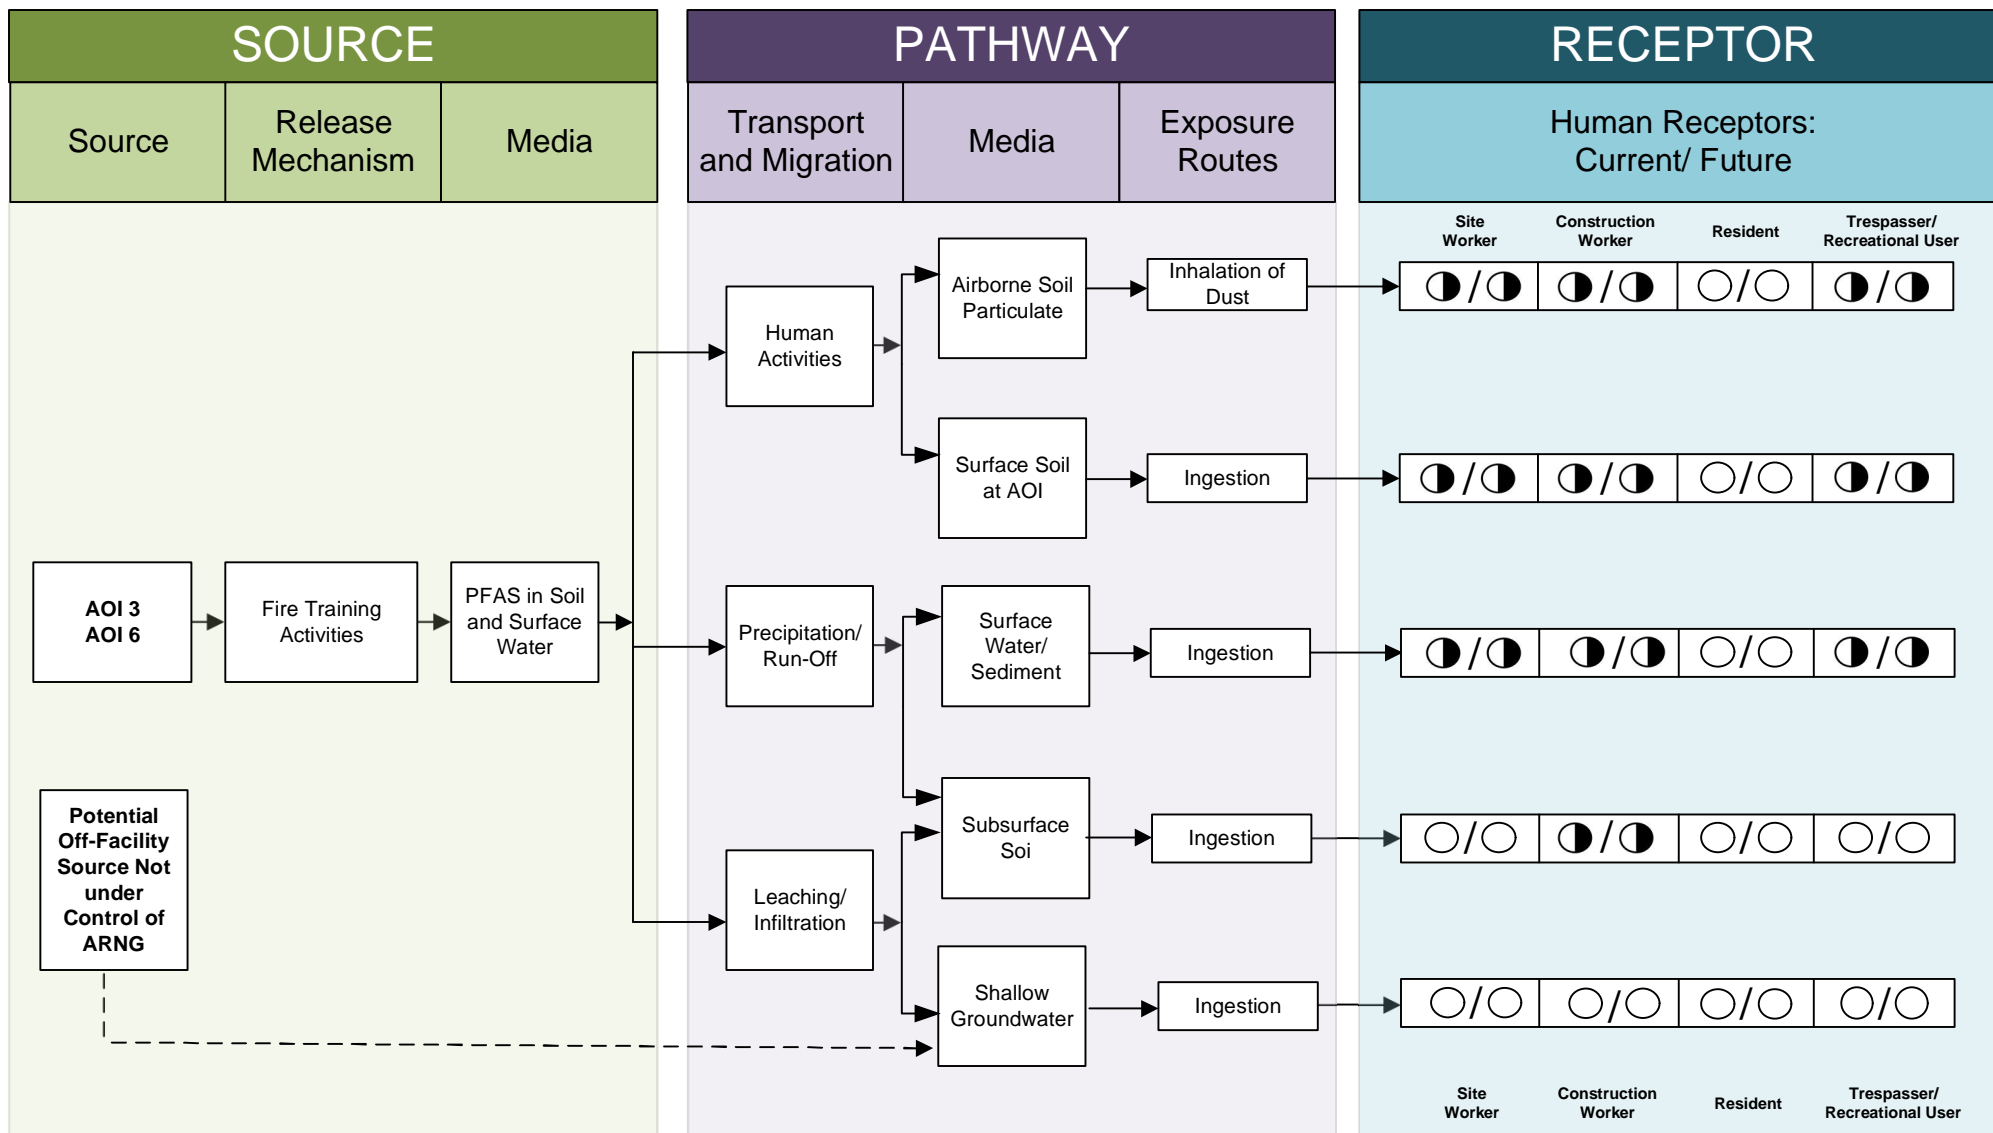 SOURCE
PATHWAY
RECEPTOR
Source
Release
Mechanism
Media
Transport
and Migration
Media
Exposure
Routes
Human Receptors:
Current/ Future
Site
Worker
Construction
Worker
Resident
Trespasser/
Recreational User
Airborne Soil
Particulate
Inhalation of
Dust
/
/
/
/
Human
Activities
Surface Soil
at AOI
Ingestion
/
/
/
/
AOI 3
AOI 6
Fire Training
Activities
PFAS in Soil
and Surface
Water
Precipitation/
Run-Off
Surface
Water/
Sediment
Ingestion
/
/
/
/
Potential
Off-Facility
Source Not
under
Control of
ARNG
Subsurface
Soi
Ingestion
/
/
/
/
Leaching/
Infiltration
Shallow
Groundwater
Ingestion
/
/
/
/
Site
Worker
Construction
Worker
Resident
Trespasser/
Recreational User